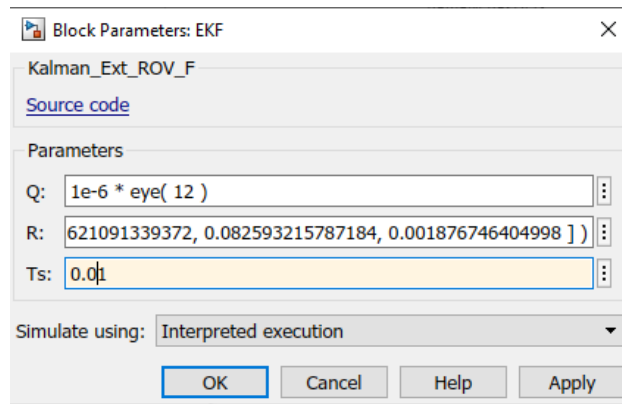 Block Parameters: EKF
Kalman_Ext_ROV_F
Source code
Parameters
Q: 1e-6 * eye( 12 )
R: 621091339372, 0.082593215787184, 0.001876746404998 ] )
Ts: 0.01
Simulate using: Interpreted execution
OK Cancel Help Apply